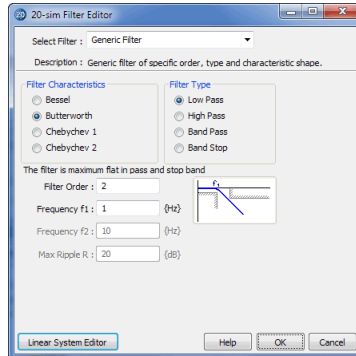 20-sim Filter Editor
Select Filter : Generic Filter
Description : Generic filter of specific order, type and characteristic shape.
Filter Characteristics
Bessel
Butterworth
Chebychev 1
Chebychev 2
Filter Type
Low Pass
High Pass
Band Pass
Band Stop
The filter is maximum flat in pass and stop band
Filter Order : 2
Frequency f1 : 1 {Hz}
Frequency f2 : 10 {Hz}
Max Ripple R : 20 {dB}
f1
Linear System Editor Help OK Cancel